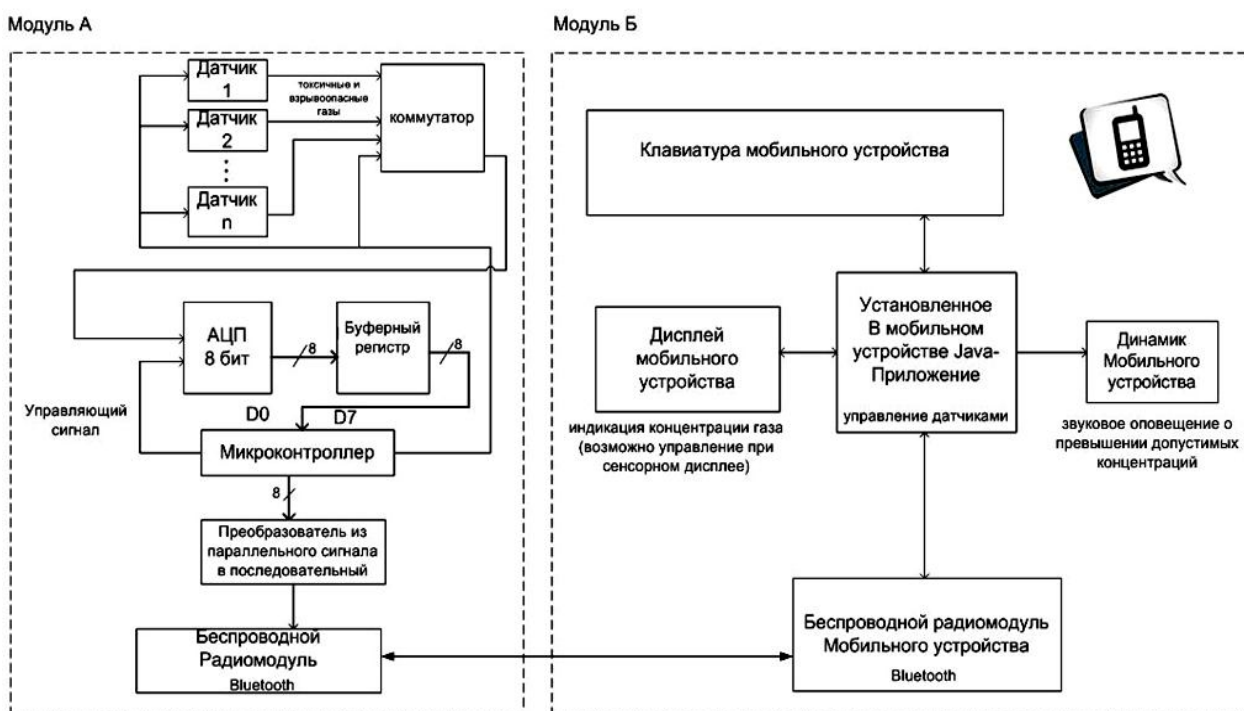 Модуль А
Модуль Б
Датчик
1
токсичные и
взрывоопасные
газы
Датчик
2
Датчик
n
коммутатор
АЦП
8 бит
8
Буферный
регистр
8
Управляющий
сигнал
D0
D7
Микроконтроллер
8
Преобразователь из
параллельного сигнала
в последовательный
Беспроводной
Радиомодуль
Bluetooth
Клавиатура мобильного устройства
Дисплей
мобильного
устройства
индикация концентрации газа
(возможно управление при
сенсорном дисплее)
Установленное
В мобильном
устройстве Java-
Приложение
управление датчиками
Динамик
Мобильного
устройства
звуковое оповещение о
превышении допустимых
концентраций
Беспроводной радиомодуль
Мобильного устройства
Bluetooth